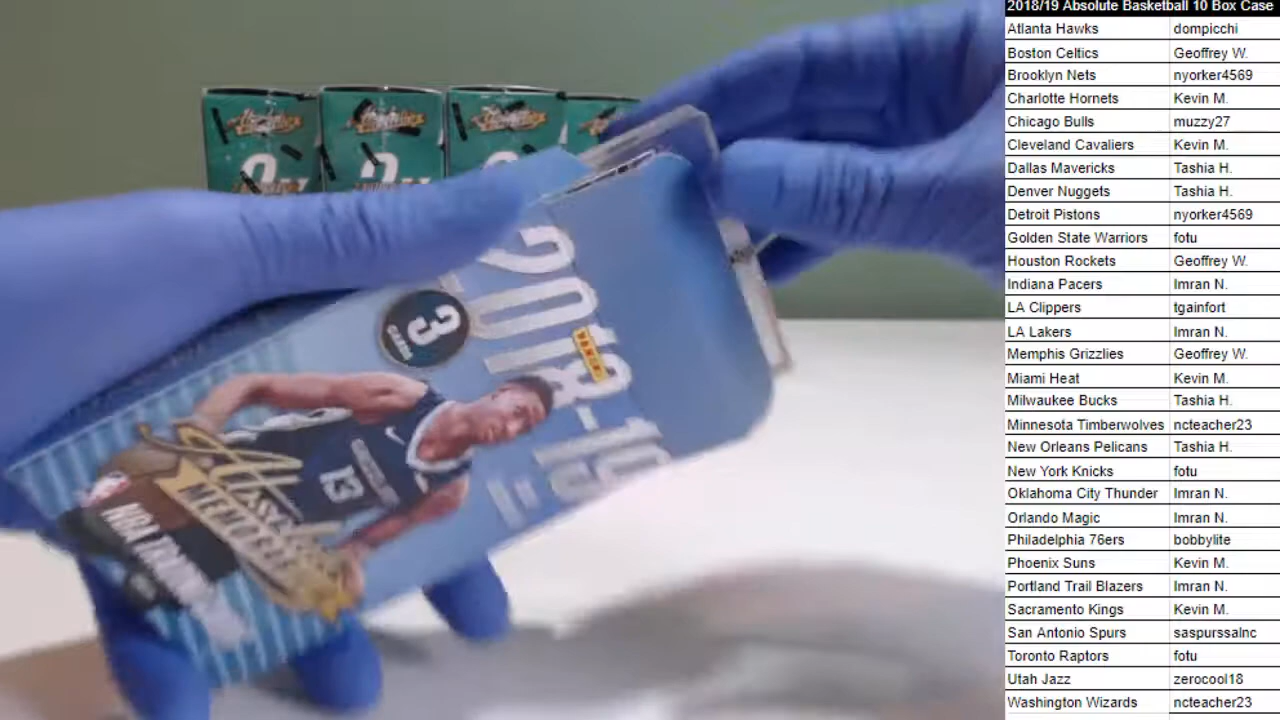 2018/19 Absolute Basketball 10 Box Case
Atlanta Hawks dompicchi
Boston Celtics Geoffrey W.
Brooklyn Nets nyorker4569
Charlotte Hornets Kevin M.
Chicago Bulls muzzy27
Cleveland Cavaliers Kevin M.
Dallas Mavericks Tashia H.
Denver Nuggets Tashia H.
Detroit Pistons nyorker4569
Golden State Warriors fotu
Houston Rockets Geoffrey W.
Indiana Pacers Imran N.
LA Clippers tgainfort
LA Lakers Imran N.
Memphis Grizzlies Geoffrey W.
Miami Heat Kevin M.
Milwaukee Bucks Tashia H.
Minnesota Timberwolves ncteacher23
New Orleans Pelicans Tashia H.
New York Knicks fotu
Oklahoma City Thunder Imran N.
Orlando Magic Imran N.
Philadelphia 76ers bobbylite
Phoenix Suns Kevin M.
Portland Trail Blazers Imran N.
Sacramento Kings Kevin M.
San Antonio Spurs saspurssalnc
Toronto Raptors fotu
Utah Jazz zerocool18
Washington Wizards ncteacher23
2018-19
PANINI
3
13
NBA